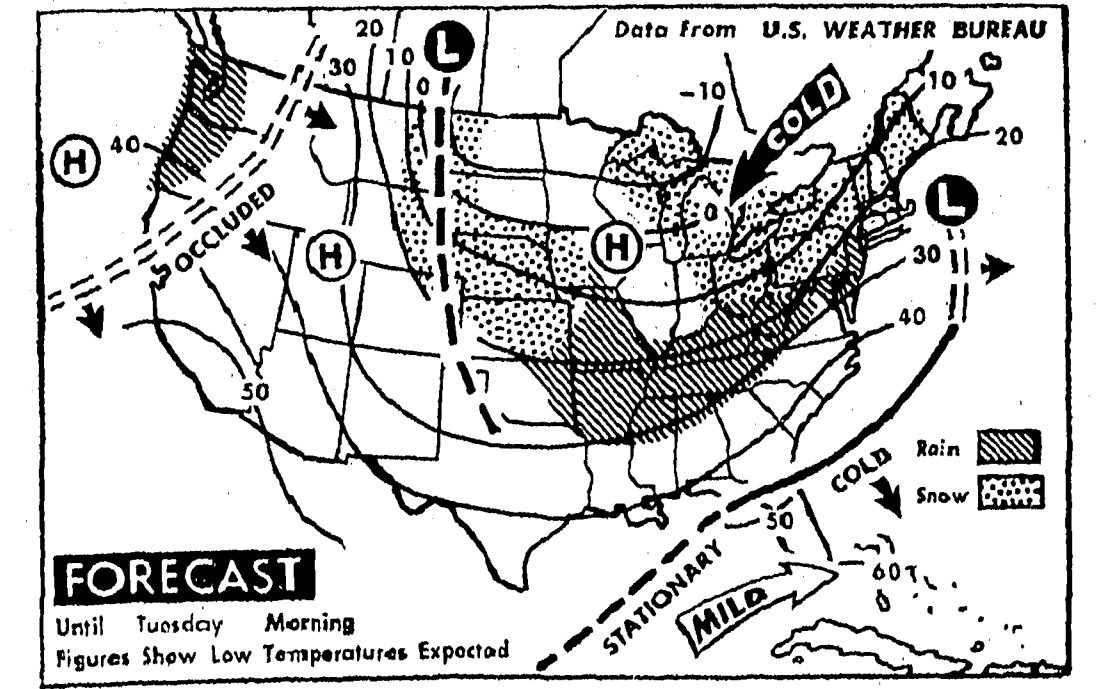 Data From U.S. WEATHER BUREAU
20
L
10
30
0
-10
COLD
10
20
H
40
OCCLUDED
H
H
0
L
30
40
50
Rain
COLD
Snow
50
STATIONARY
MILD
60
FORECAST
Until Tuesday Morning
Figures Show Low Temperatures Expected